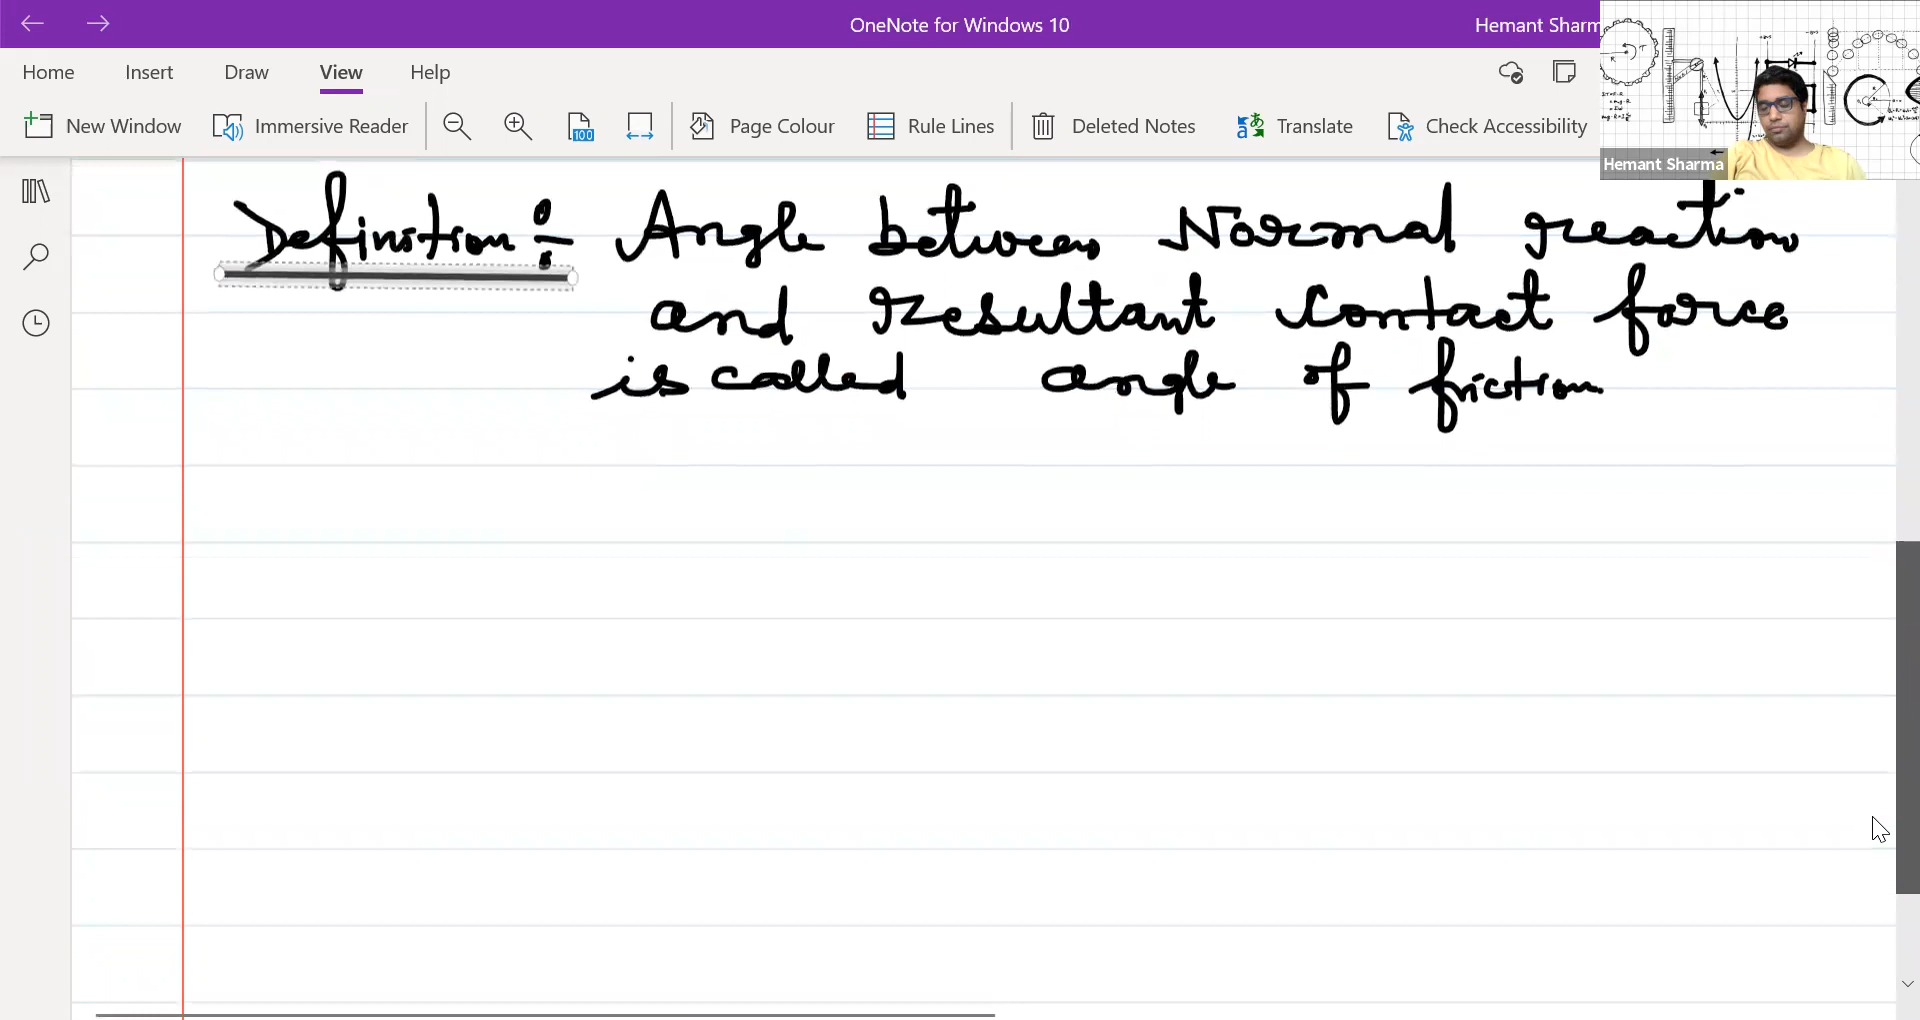 OneNote for Windows 10
Hemant Sharm
Home Insert Draw View Help
New Window Immersive Reader 100 Page Colour Rule Lines Deleted Notes Translate Check Accessibility
Hemant Sharma
Definition :- Angle between Normal reaction
and resultant contact force
is called angle of friction